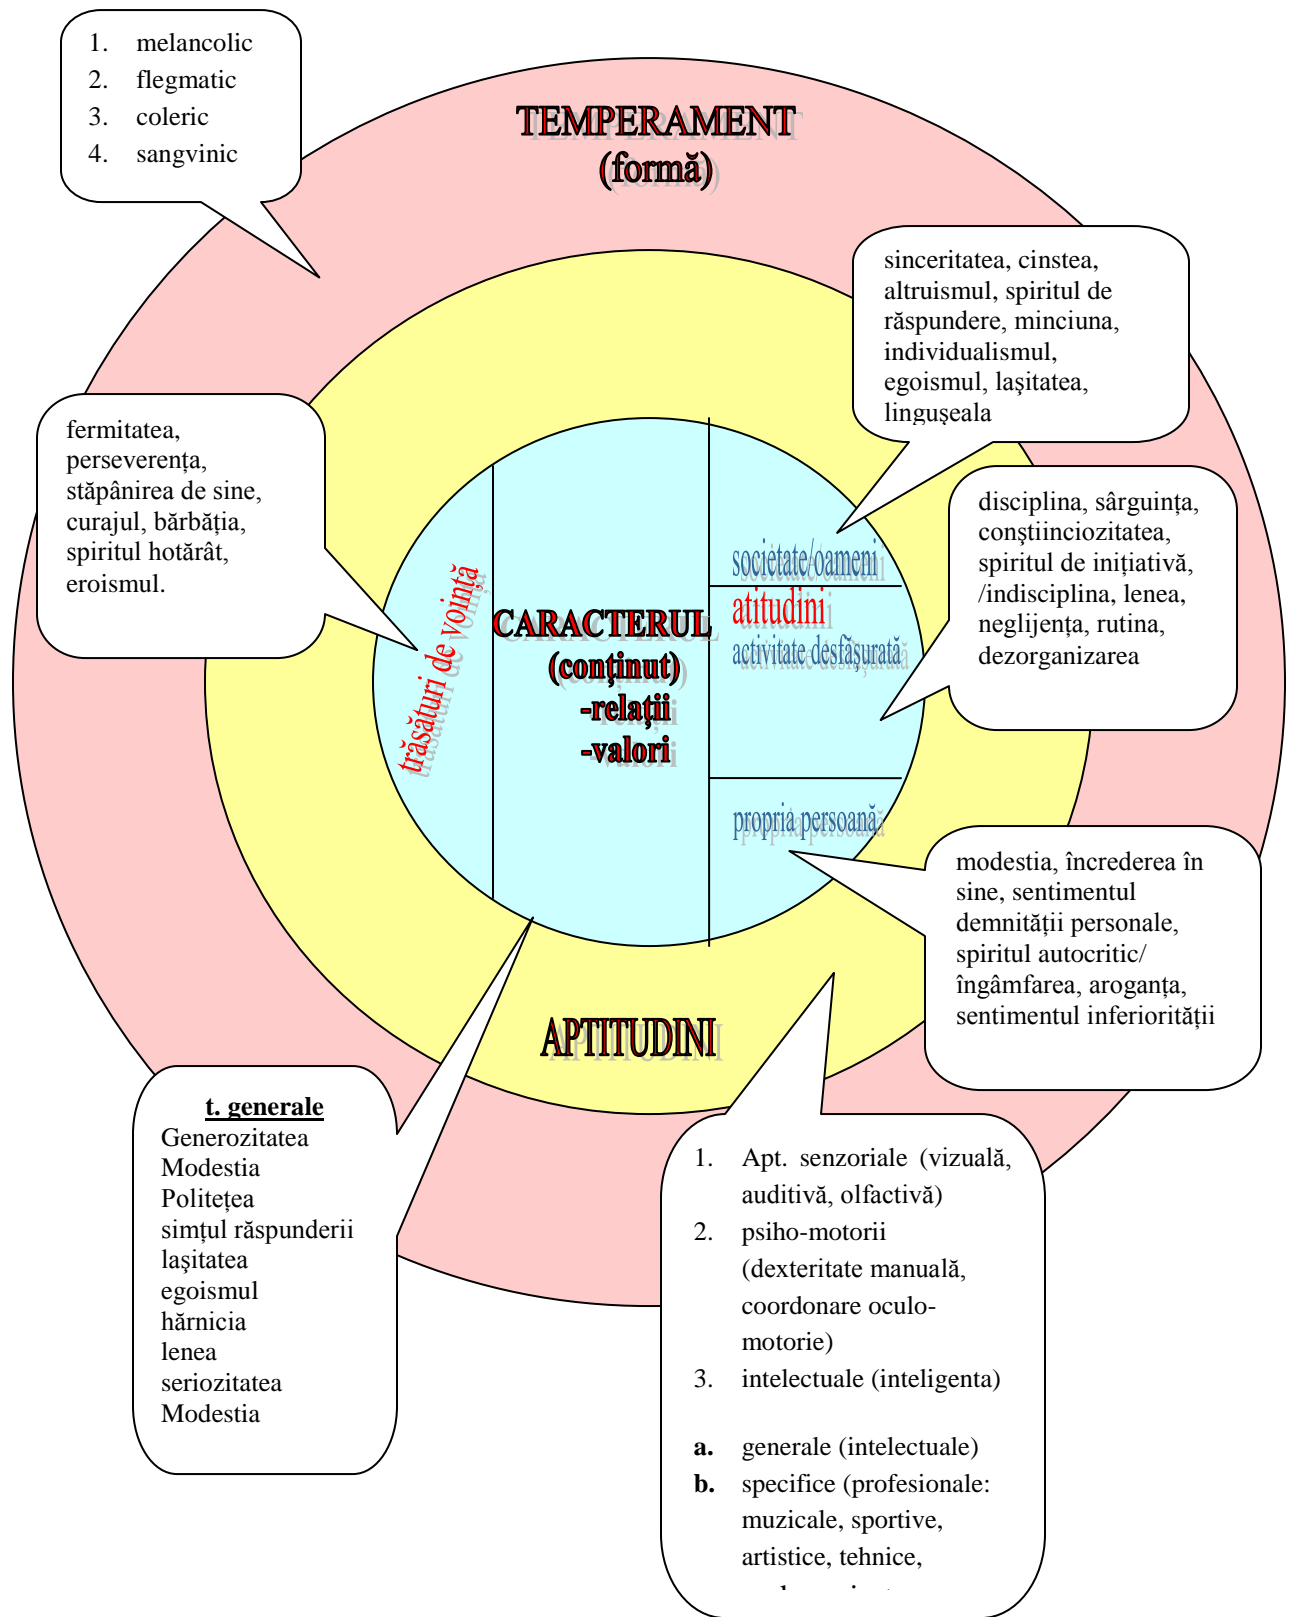 1. melancolic
2. flegmatic
3. coleric
4. sangvinic
TEMPERAMENT
(formă)
sinceritatea, cinstea,
altruismul, spiritul de
răspundere, minciuna,
individualismul,
egoismul, laşitatea,
linguşeala
fermitatea,
perseverența,
stăpânirea de sine,
curajul, bărbăția,
spiritul hotărât,
eroismul.
disciplina, sârguința,
conştiinciozitatea,
spiritul de inițiativă,
/indisciplina, lenea,
neglijența, rutina,
dezorganizarea
trăsături de voință
CARACTERUL
(conținut)
-relații
-valori
societate/oameni
atitudini
activitate desfăşurată
propria persoană
modestia, încrederea în
sine, sentimentul
demnității personale,
spiritul autocritic/
îngâmfarea, aroganța,
sentimentul inferiorității
APTITUDINI
t. generale
Generozitatea
Modestia
Politețea
simțul răspunderii
laşitatea
egoismul
hărnicia
lenea
seriozitatea
Modestia
1. Apt. senzoriale (vizuală,
auditivă, olfactivă)
2. psiho-motorii
(dexteritate manuală,
coordonare oculo-
motorie)
3. intelectuale (inteligenta)
a. generale (intelectuale)
b. specifice (profesionale:
muzicale, sportive,
artistice, tehnice,